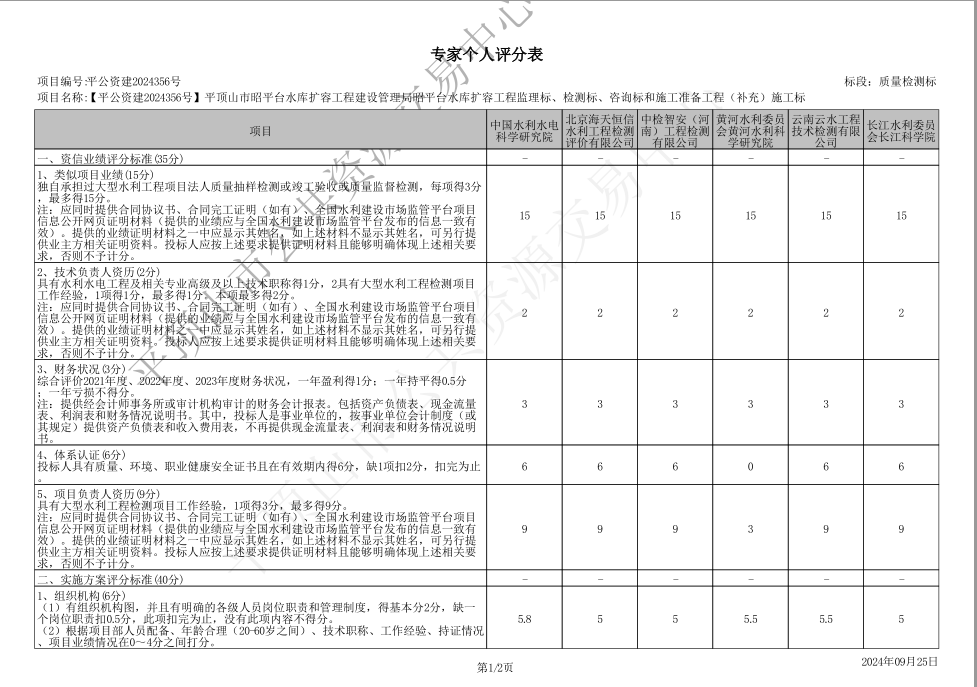 专家个人评分表
项目编号:平公资建2024356号
标段: 质量检测标
项目名称:【平公资建2024356号】平顶山市昭平台水库扩容工程建设管理局昭平台水库扩容工程监理标、检测标、咨询标和施工准备工程（补充）施工标
项目
中国水利水电
科学研究院
北京海天恒信
水利工程检测
评价有限公司
中检智安（河
南）工程检测
有限公司
黄河水利委员
会黄河水利科
学研究院
云南云水工程
技术检测有限
公司
长江水利委员
会长江科学院
一、资信业绩评分标准(35分) – – – – – –
1、类似项目业绩(15分)
独自承担过大型水利工程项目法人质量抽样检测或竣工验收或质量监督检测，每项得3分
，最多得15分。
注: 应同时提供合同协议书、合同完工证明（如有）、全国水利建设市场监管平台项目
信息公开网页证明材料（提供的业绩应与全国水利建设市场监管平台发布的信息一致有
效）。提供的业绩证明材料之一中应显示其姓名，如上述材料不显示其姓名，可另行提
供业主方相关证明资料。投标人应按上述要求提供证明材料且能够明确体现上述相关要
求，否则不予计分。
15 15 15 15 15 15
2、技术负责人资历(2分)
具有水利水电工程及相关专业高级及以上技术职称得1分，2具有大型水利工程检测项目
工作经验，1项得1分，最多得1分。本项最多得2分。
注: 应同时提供合同协议书、合同完工证明（如有）、全国水利建设市场监管平台项目
信息公开网页证明材料（提供的业绩应与全国水利建设市场监管平台发布的信息一致有
效）。提供的业绩证明材料之一中应显示其姓名，如上述材料不显示其姓名，可另行提
供业主方相关证明资料。投标人应按上述要求提供证明材料且能够明确体现上述相关要
求，否则不予计分。
2 2 2 2 2 2
3、财务状况(3分)
综合评价2021年度、2022年度、2023年度财务状况，一年盈利得1分；一年持平得0.5分
；一年亏损不得分。
注: 提供经会计师事务所或审计机构审计的财务会计报表。包括资产负债表、现金流量
表、利润表和财务情况说明书。其中，投标人是事业单位的，按事业单位会计制度（或
其规定）提供资产负债表和收入费用表，不再提供现金流量表、利润表和财务情况说明
书。
3 3 3 3 3 3
4、体系认证(6分)
投标人具有质量、环境、职业健康安全证书且在有效期内得6分，缺1项扣2分，扣完为止
。
6 6 6 0 6 6
5、项目负责人资历(9分)
具有大型水利工程检测项目工作经验，1项得3分，最多得9分。
注: 应同时提供合同协议书、合同完工证明（如有）、全国水利建设市场监管平台项目
信息公开网页证明材料（提供的业绩应与全国水利建设市场监管平台发布的信息一致有
效）。提供的业绩证明材料之一中应显示其姓名，如上述材料不显示其姓名，可另行提
供业主方相关证明资料。投标人应按上述要求提供证明材料且能够明确体现上述相关要
求，否则不予计分。
9 9 9 3 9 9
二、实施方案评分标准(40分) – – – – – –
1、组织机构(6分)
（1）有组织机构图，并且有明确的各级人员岗位职责和管理制度，得基本分2分，缺一
个岗位职责扣0.5分，此项扣完为止，没有此项内容不得分。
（2）根据项目部人员配备、年龄合理（20-60岁之间）、技术职称、工作经验、持证情况
、项目业绩情况在0～4分之间打分。
5.8 5 5 5.5 5.5 5
第1/2页
2024年09月25日
平顶山市公共资源交易中心